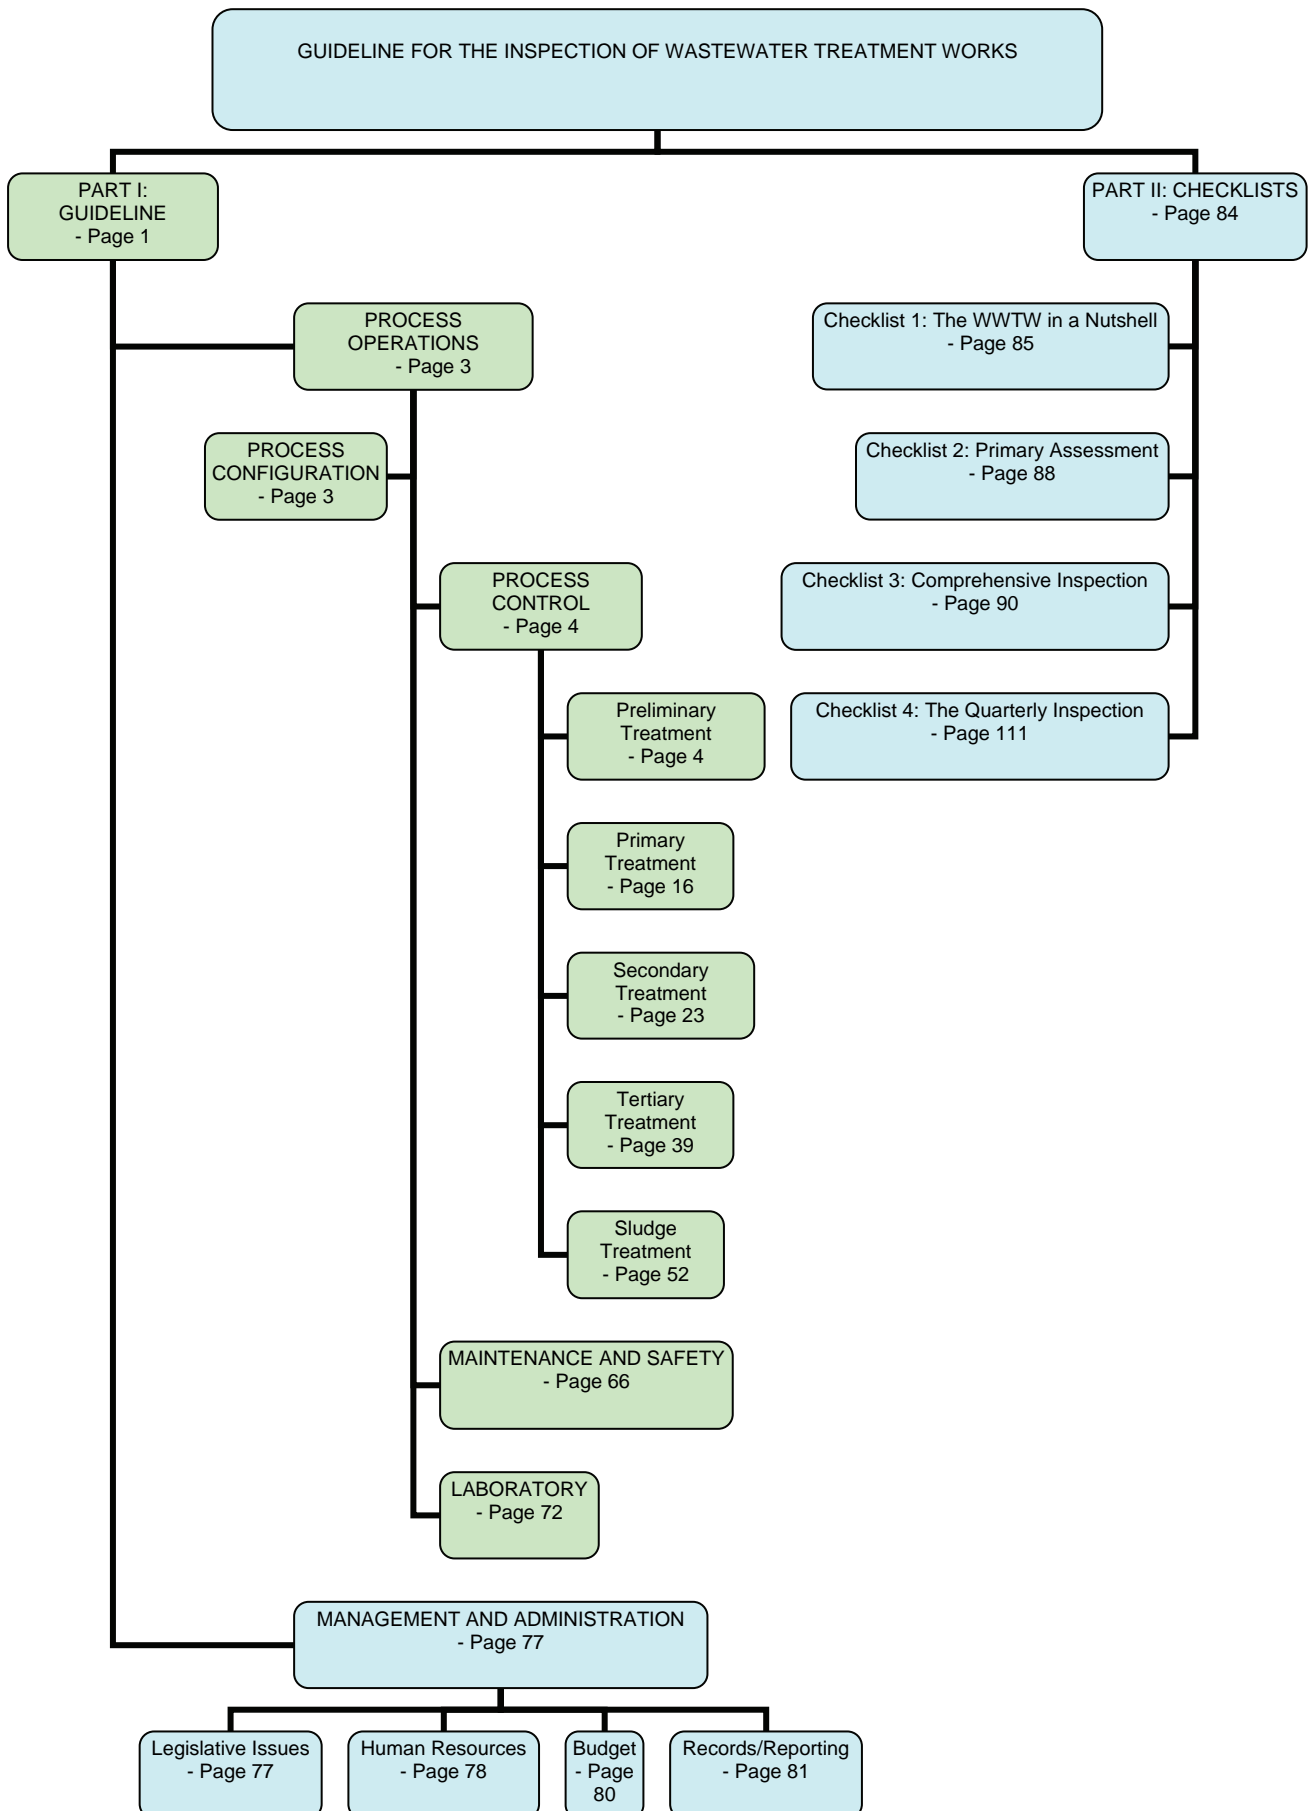 GUIDELINE FOR THE INSPECTION OF WASTEWATER TREATMENT WORKS
PART I:
GUIDELINE
- Page 1
PART II: CHECKLISTS
- Page 84
PROCESS
OPERATIONS
- Page 3
Checklist 1: The WWTW in a Nutshell
- Page 85
PROCESS
CONFIGURATION
- Page 3
Checklist 2: Primary Assessment
- Page 88
PROCESS
CONTROL
- Page 4
Checklist 3: Comprehensive Inspection
- Page 90
Preliminary
Treatment
- Page 4
Checklist 4: The Quarterly Inspection
- Page 111
Primary
Treatment
- Page 16
Secondary
Treatment
- Page 23
Tertiary
Treatment
- Page 39
Sludge
Treatment
- Page 52
MAINTENANCE AND SAFETY
- Page 66
LABORATORY
- Page 72
MANAGEMENT AND ADMINISTRATION
- Page 77
Legislative Issues
- Page 77
Human Resources
- Page 78
Budget
- Page
80
Records/Reporting
- Page 81